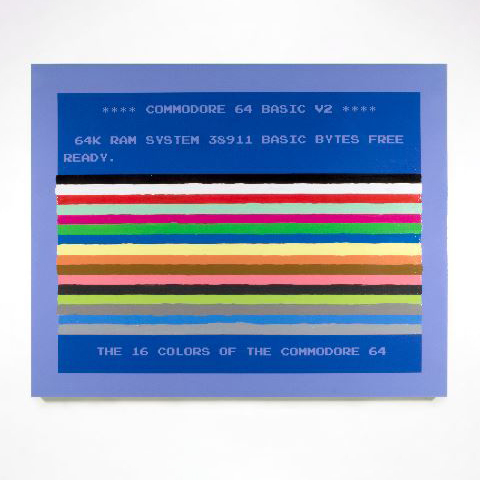 **** COMMODORE 64 BASIC V2 ****
64K RAM SYSTEM 38911 BASIC BYTES FREE
READY.
THE 16 COLORS OF THE COMMODORE 64